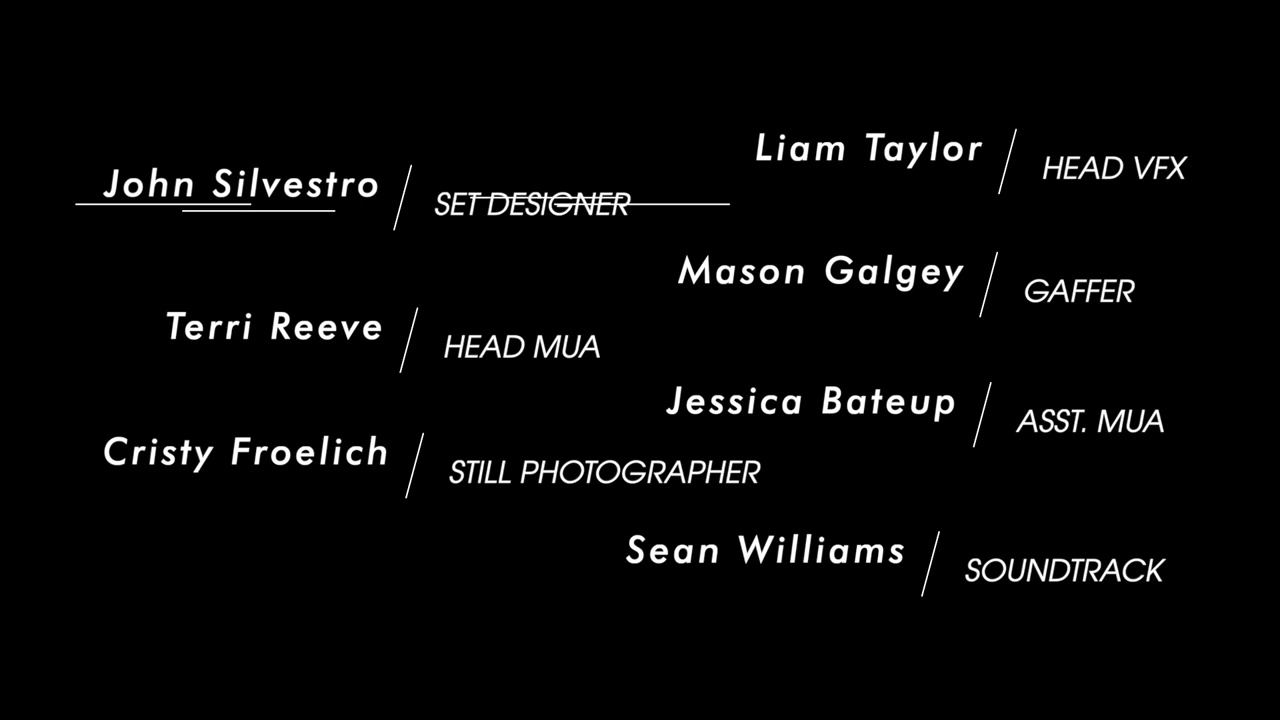 John Silvestro / SET DESIGNER
Liam Taylor / HEAD VFX
Mason Galgey / GAFFER
Terri Reeve / HEAD MUA
Jessica Bateup / ASST. MUA
Cristy Froelich / STILL PHOTOGRAPHER
Sean Williams / SOUNDTRACK